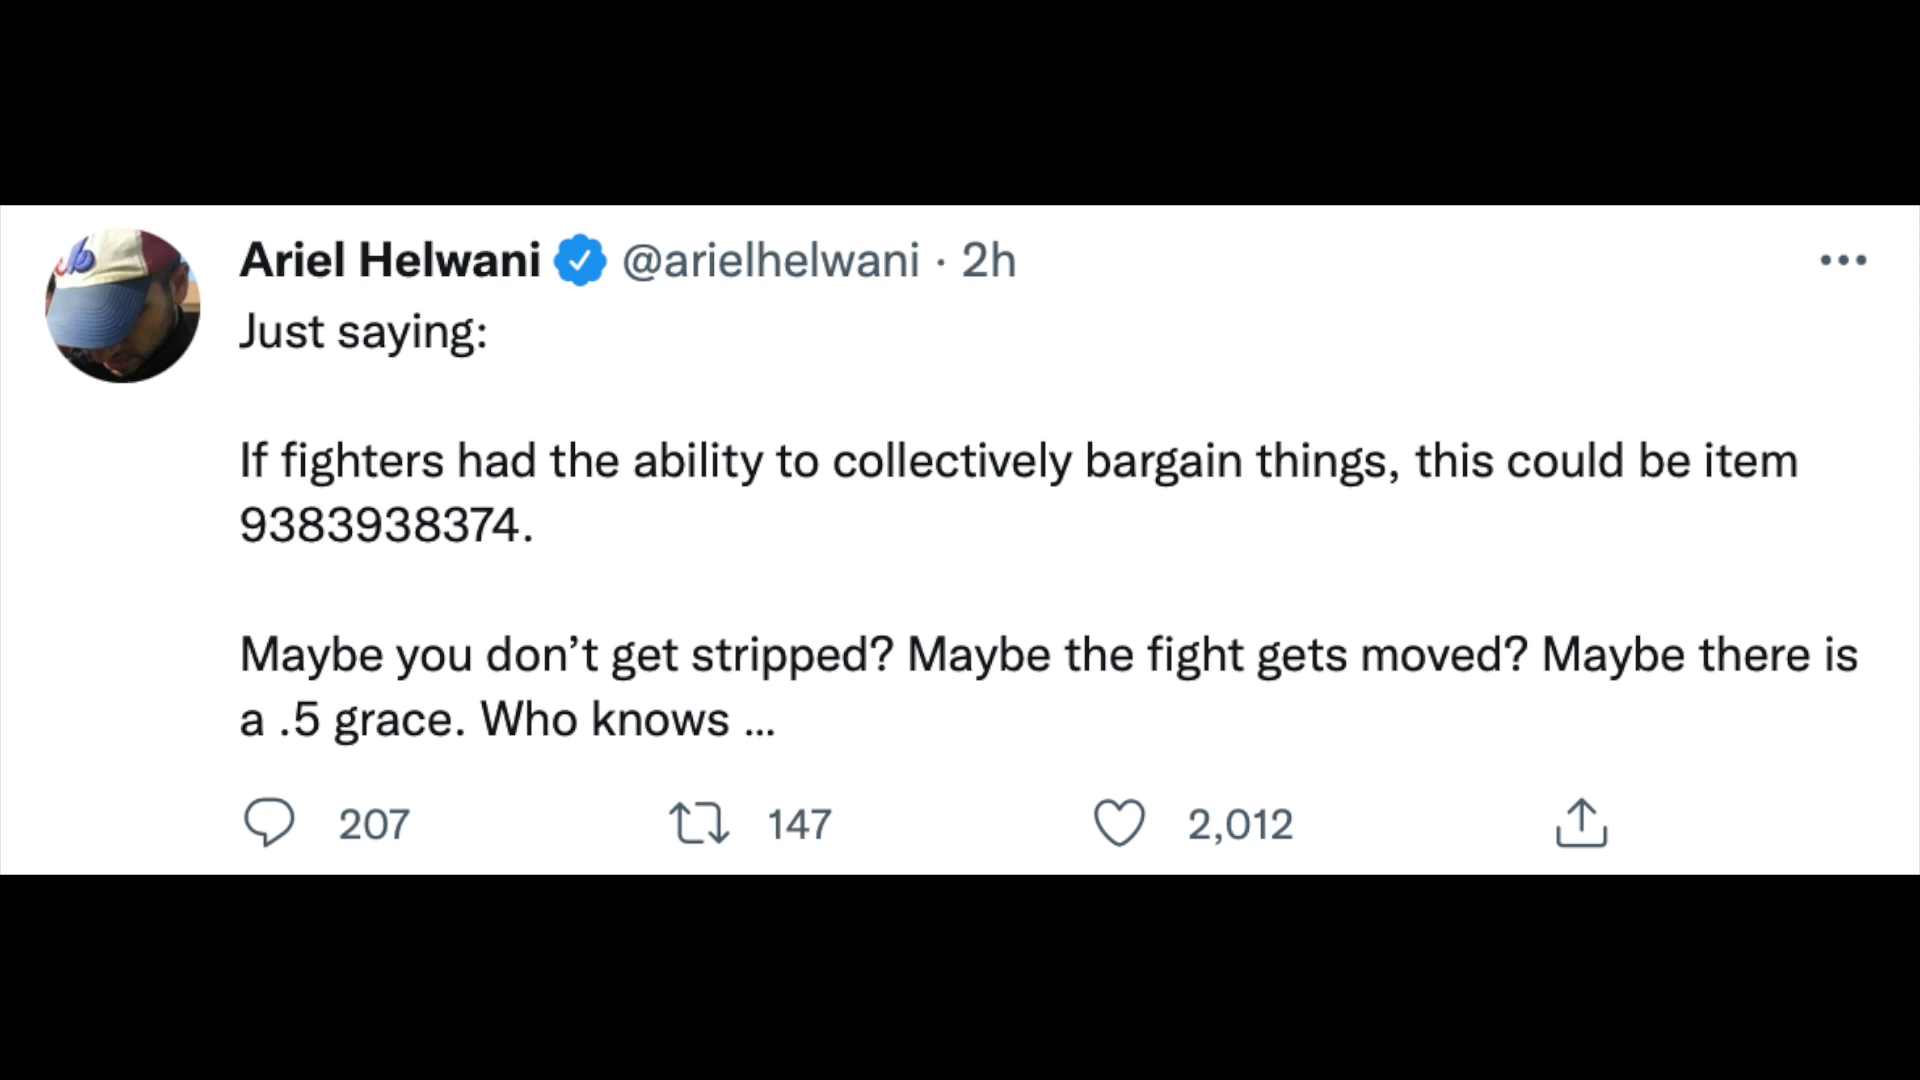 Ariel Helwani @arielhelwani · 2h
Just saying:
If fighters had the ability to collectively bargain things, this could be item
9383938374.
Maybe you don’t get stripped? Maybe the fight gets moved? Maybe there is
a .5 grace. Who knows ...
207 147 2,012